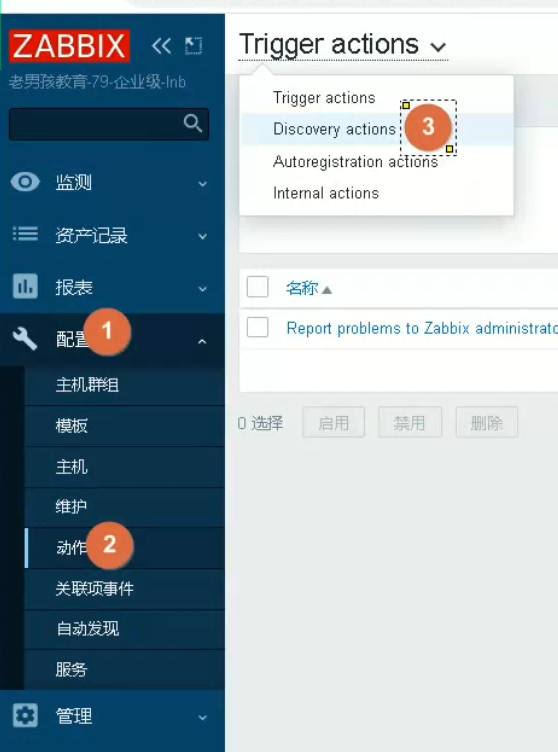 ZABBIX
老男孩教育-79-企业级-lnb
监测
资产记录
报表
配置
1
主机群组
模板
主机
维护
动作
2
关联项事件
自动发现
服务
管理
Trigger actions
Trigger actions
Discovery actions
3
Autoregistration actions
Internal actions
名称
Report problems to Zabbix
0 选择
启用
禁用
删除